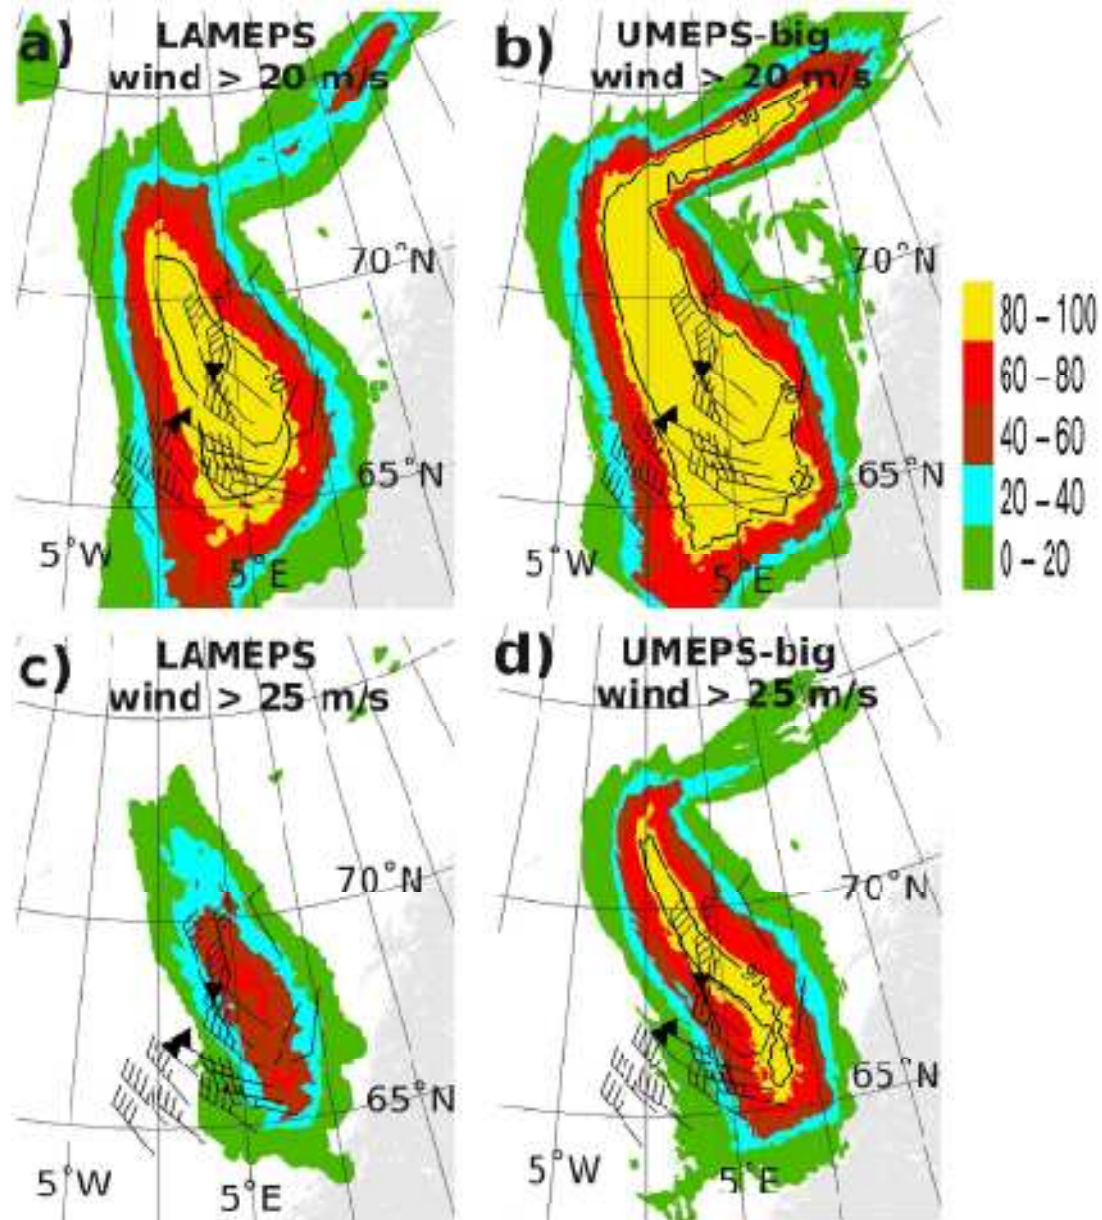 a) LAMEPS
wind > 20 m/s
b) UMEPS-big
wind > 20 m/s
70°N
65°N
5°W
5°E
70°N
65°N
5°W
5°E
80 – 100
60 – 80
40 – 60
20 – 40
0 – 20
c) LAMEPS
wind > 25 m/s
d) UMEPS-big
wind > 25 m/s
70°N
65°N
5°W
5°E
70°N
65°N
5°W
5°E